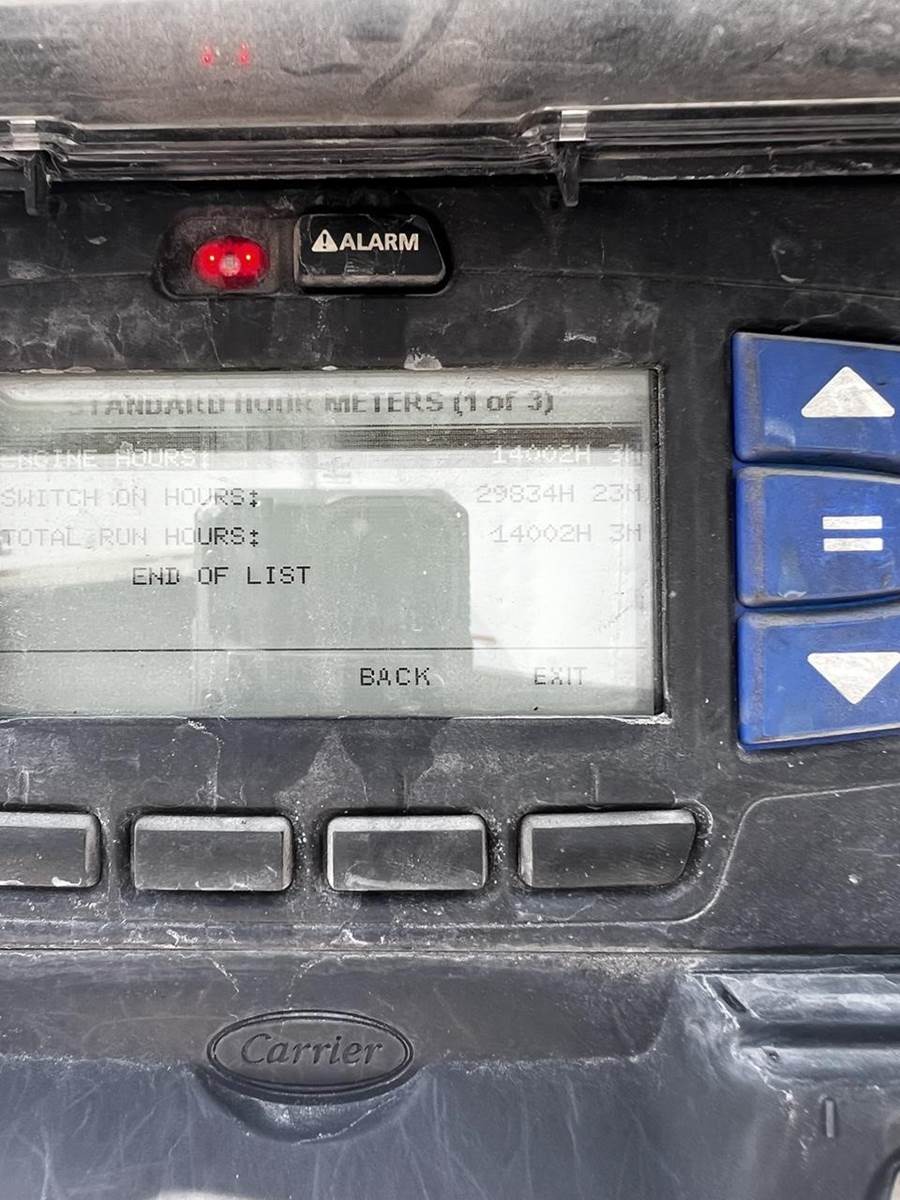 ALARM
STANDARD HOUR METERS (1 of 3)
ENGINE HOURS: 14002H 3M
SWITCH ON HOURS: 29834H 23M
TOTAL RUN HOURS: 14002H 3M
END OF LIST
BACK EXIT
Carrier